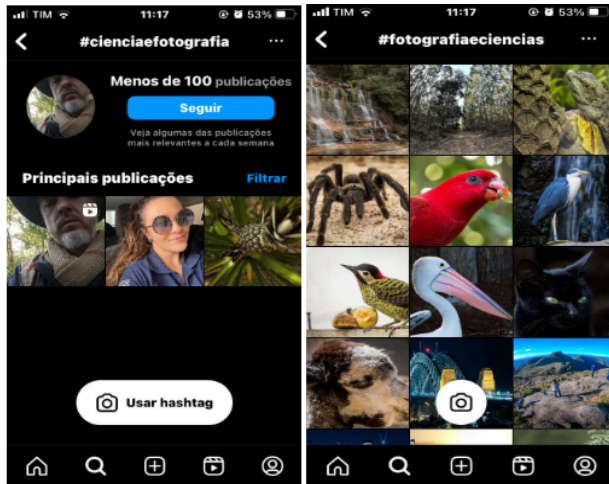 TIM 11:17 53%
#cienciaefotografia
Menos de 100 publicações
Seguir
Veja algumas das publicações
mais relevantes a cada semana
Principais publicações Filtrar
Usar hashtag
TIM 11:17 53%
#fotografiaeciencias